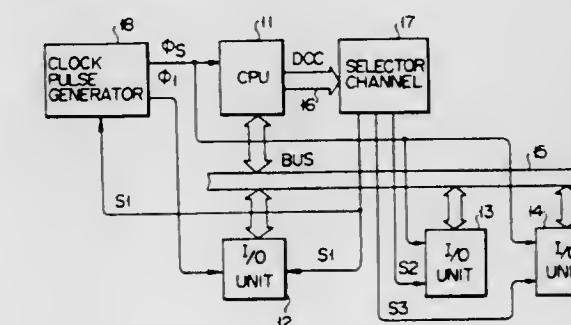 18
11
17
CLOCK
PULSE
GENERATOR
ΦS
Φ1
CPU
DCC
16
SELECTOR
CHANNEL
BUS
15
S1
I/O
UNIT
12
S1
13
I/O
UNIT
S2
S3
14
I/O
UNIT